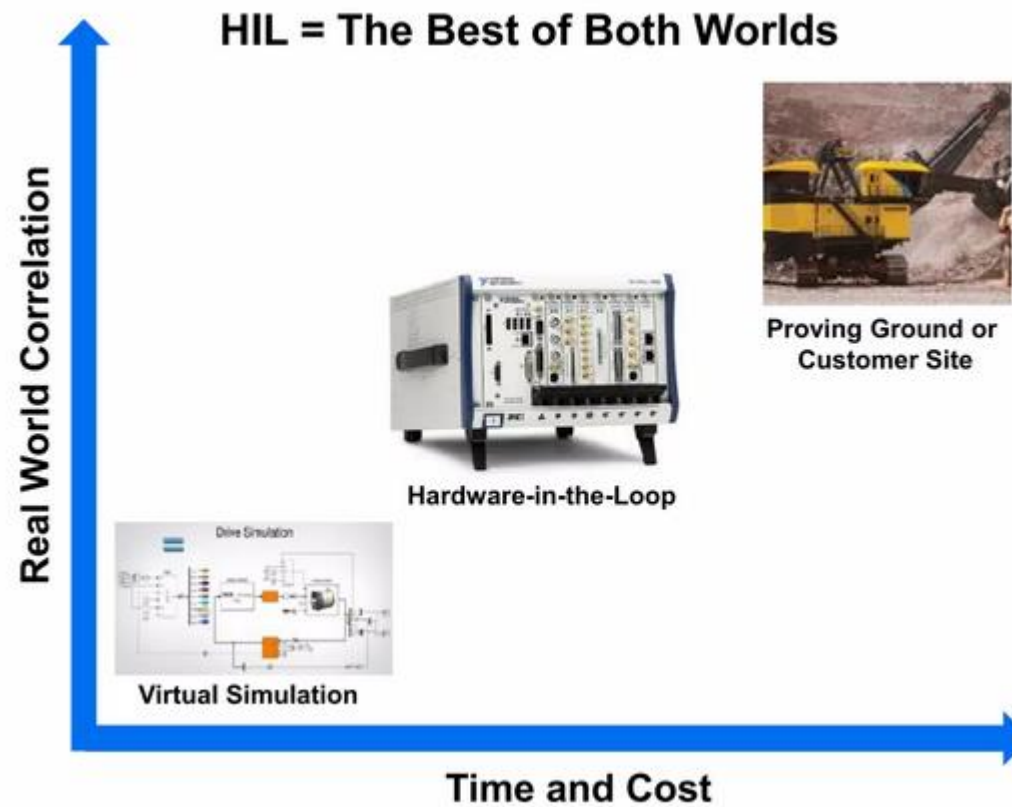 HIL = The Best of Both Worlds
Real World Correlation
Proving Ground or
Customer Site
Hardware-in-the-Loop
Drive Simulation
Virtual Simulation
Time and Cost